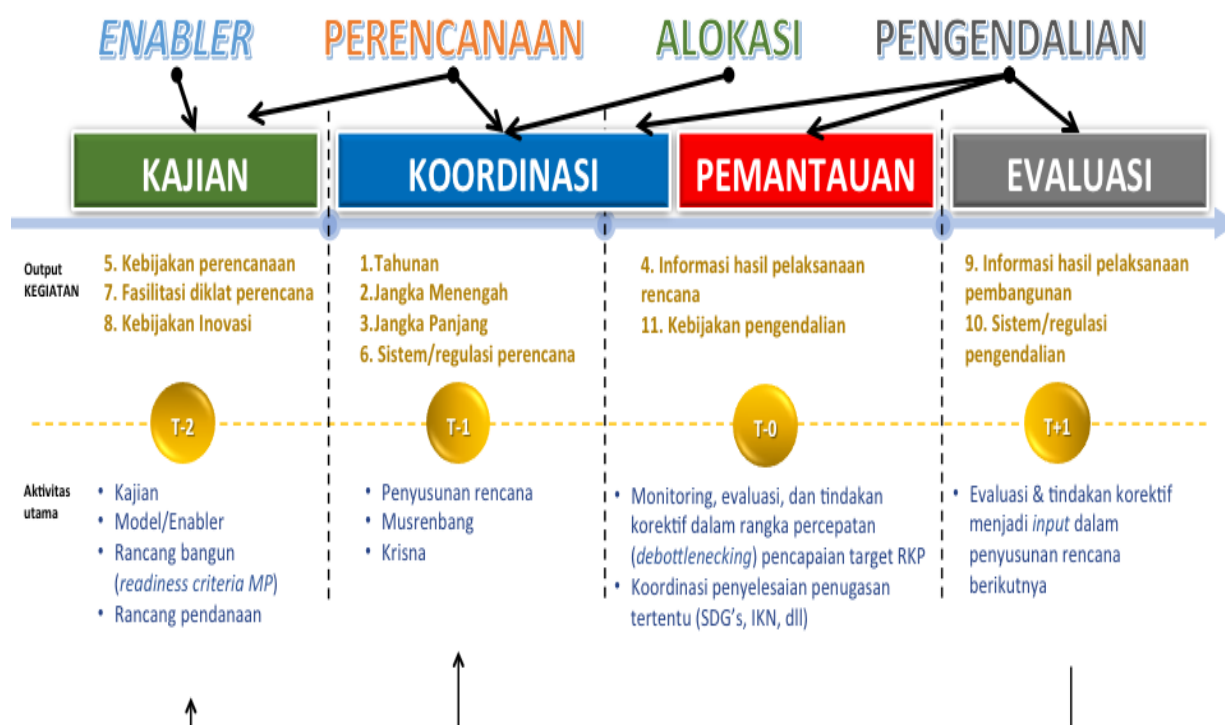 ENABLER
PERENCANAAN
ALOKASI
PENGENDALIAN
KAJIAN
KOORDINASI
PEMANTAUAN
EVALUASI
Output
KEGIATAN
5. Kebijakan perencanaan
7. Fasilitasi diklat perencana
8. Kebijakan Inovasi
1.Tahunan
2.Jangka Menengah
3.Jangka Panjang
6. Sistem/regulasi perencana
4. Informasi hasil pelaksanaan
rencana
11. Kebijakan pengendalian
9. Informasi hasil pelaksanaan
pembangunan
10. Sistem/regulasi
pengendalian
T-2
T-1
T-0
T+1
Aktivitas
utama
• Kajian
• Model/Enabler
• Rancang bangun
(readiness criteria MP)
• Rancang pendanaan
• Penyusunan rencana
• Musrenbang
• Krisna
• Monitoring, evaluasi, dan tindakan
korektif dalam rangka percepatan
(debottlenecking) pencapaian target RKP
• Koordinasi penyelesaian penugasan
tertentu (SDG's, IKN, dll)
• Evaluasi & tindakan korektif
menjadi input dalam
penyusunan rencana
berikutnya